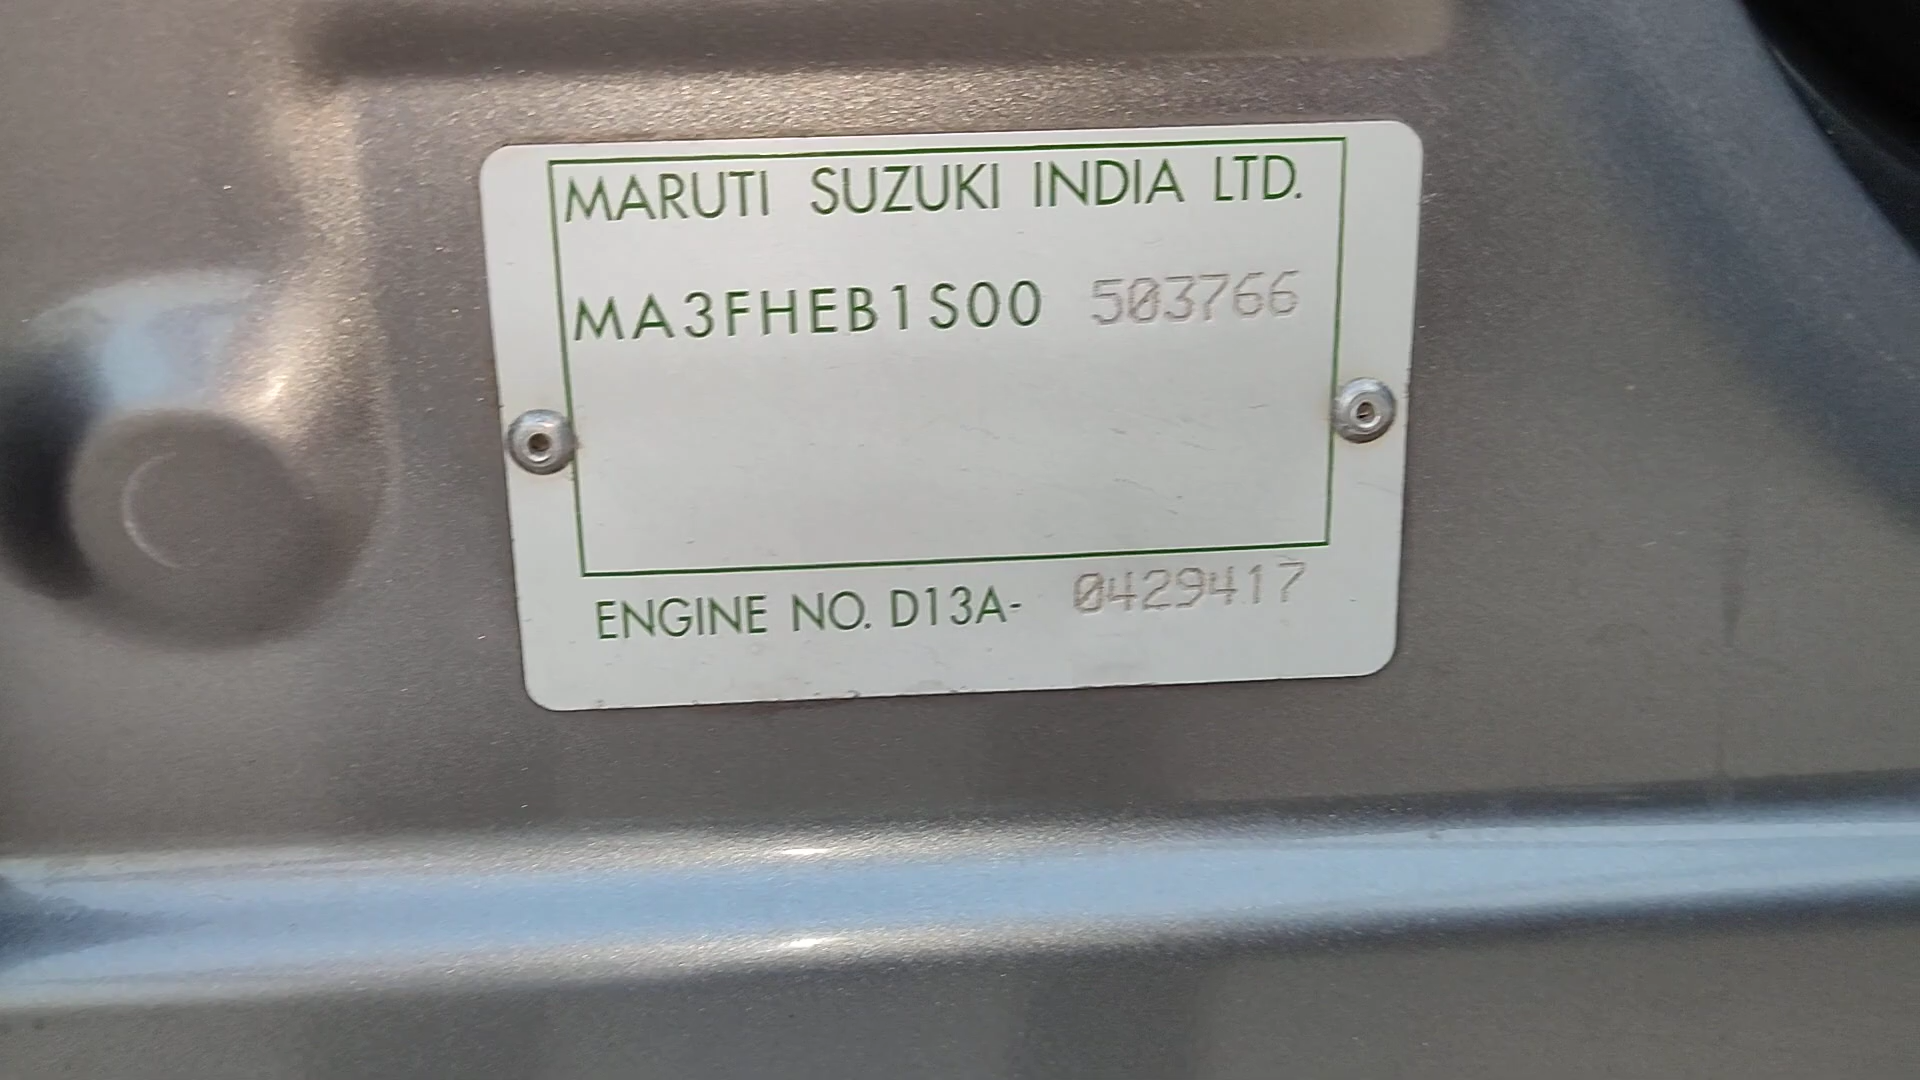 MARUTI SUZUKI INDIA LTD.
MA3FHEB1S00 503766
ENGINE NO. D13A- 0429417